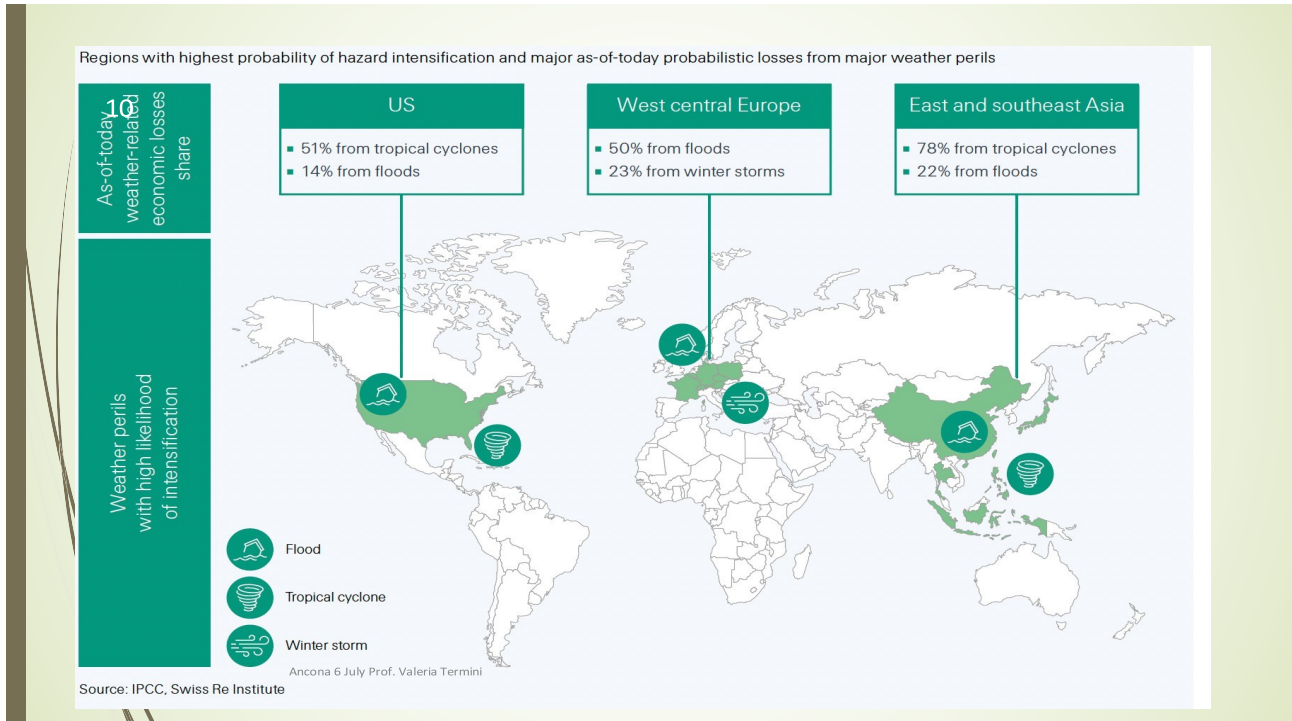 Regions with highest probability of hazard intensification and major as-of-today probabilistic losses from major weather perils
10
As-of-today
weather-related
economic losses
share
US
51% from tropical cyclones
14% from floods
West central Europe
50% from floods
23% from winter storms
East and southeast Asia
78% from tropical cyclones
22% from floods
Weather perils
with high likelihood
of intensification
Flood
Tropical cyclone
Winter storm
Ancona 6 July Prof. Valeria Termini
Source: IPCC, Swiss Re Institute